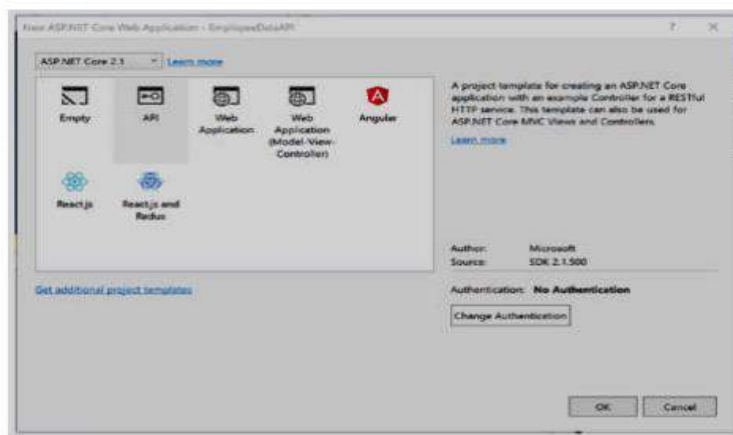 New ASP.NET Core Web Application - EmployeeDataAPI
ASP.NET Core 2.1
Learn more
Empty
API
Web
Application
Web
Application
(Model-View-
Controller)
Angular
React.js
React.js and
Redux
A project template for creating an ASP.NET Core
application with an example Controller for a RESTful
HTTP service. This template can also be used for
ASP.NET Core MVC Views and Controllers.
Learn more
Author: Microsoft
Source: SDK 2.1.500
Get additional project templates
Authentication: No Authentication
Change Authentication
OK
Cancel